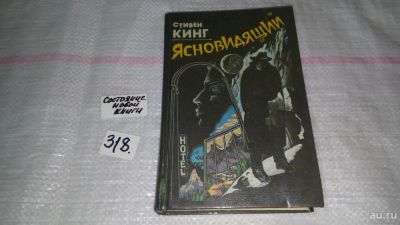 СТИВЕН
КИНГ
ЯСНОВИДЯЩИЙ
HOTEL
Состояние
новой
книги
318.
au.ru